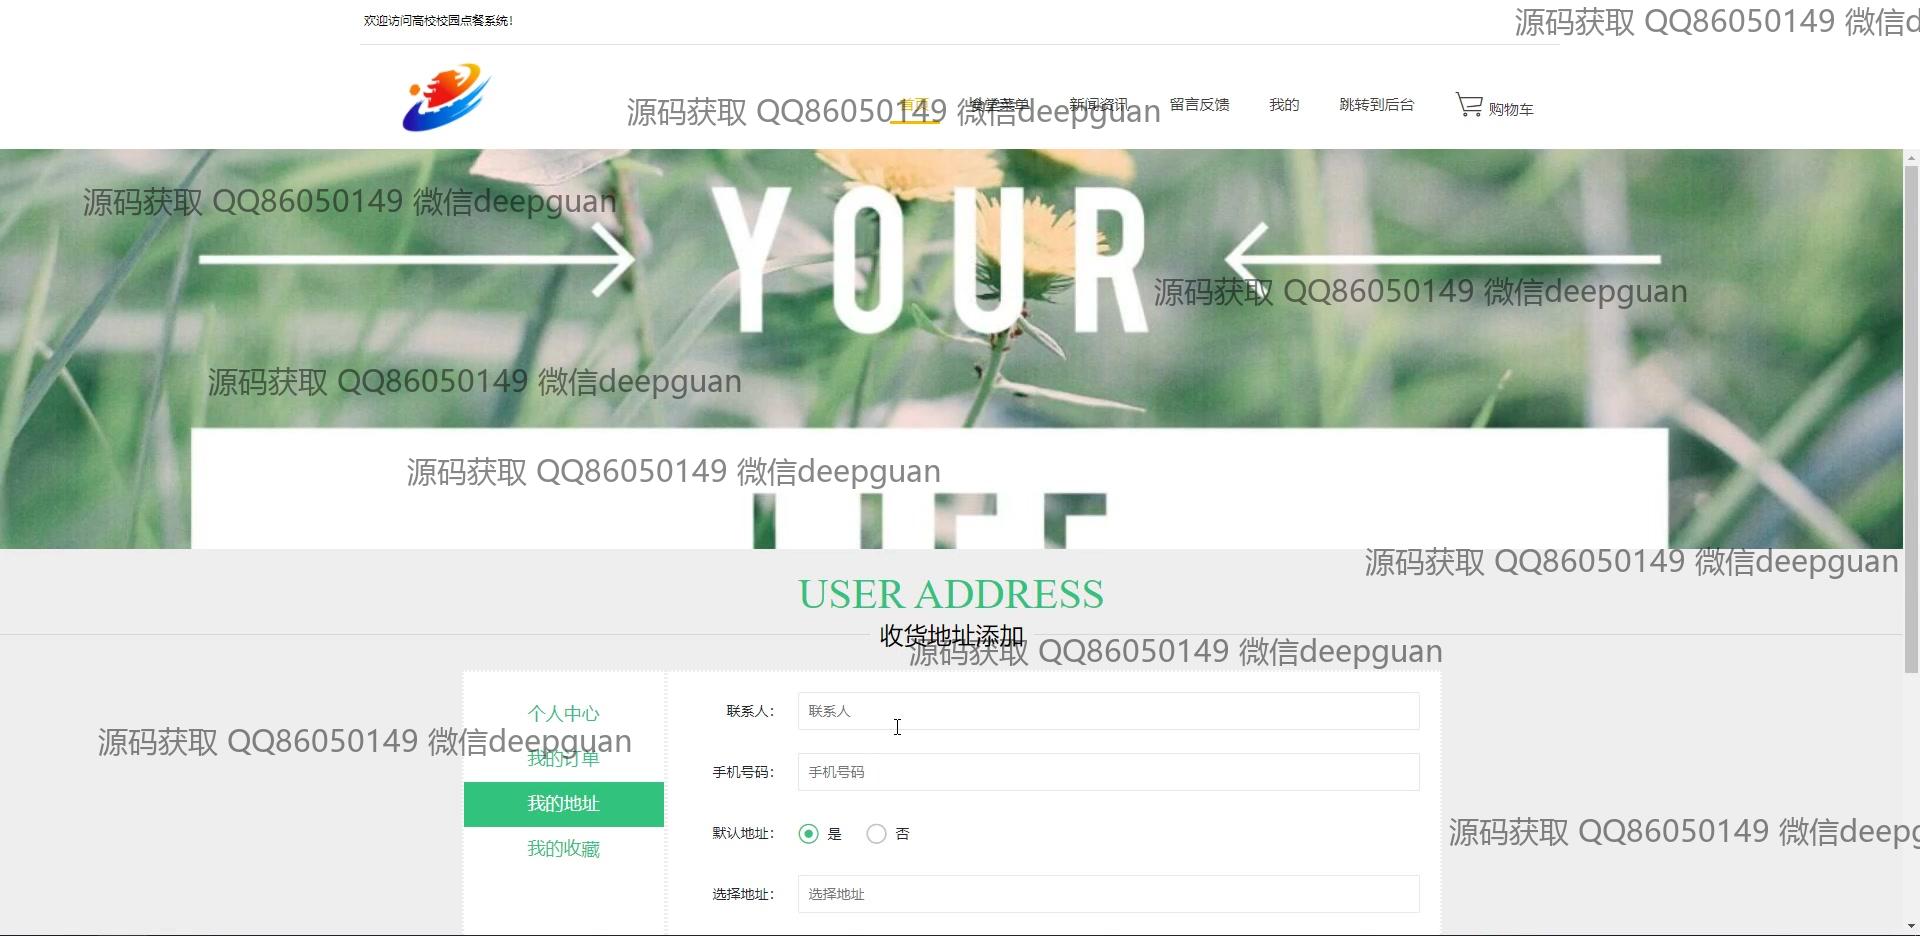 欢迎访问高校校园点餐系统!
源码获取 QQ86050149 微信d
首页 食堂菜单 新闻资讯 留言反馈 我的 跳转到后台 购物车
源码获取 QQ86050149 微信deepguan
源码获取 QQ86050149 微信deepguan
YOUR
源码获取 QQ86050149 微信deepguan
源码获取 QQ86050149 微信deepguan
源码获取 QQ86050149 微信deepguan
LIFE
源码获取 QQ86050149 微信deepguan
USER ADDRESS
收货地址添加
源码获取 QQ86050149 微信deepguan
个人中心
联系人: 联系人
源码获取 QQ86050149 微信deepguan
我的订单
手机号码: 手机号码
我的地址
默认地址: 是 否
源码获取 QQ86050149 微信deepg
我的收藏
选择地址: 选择地址